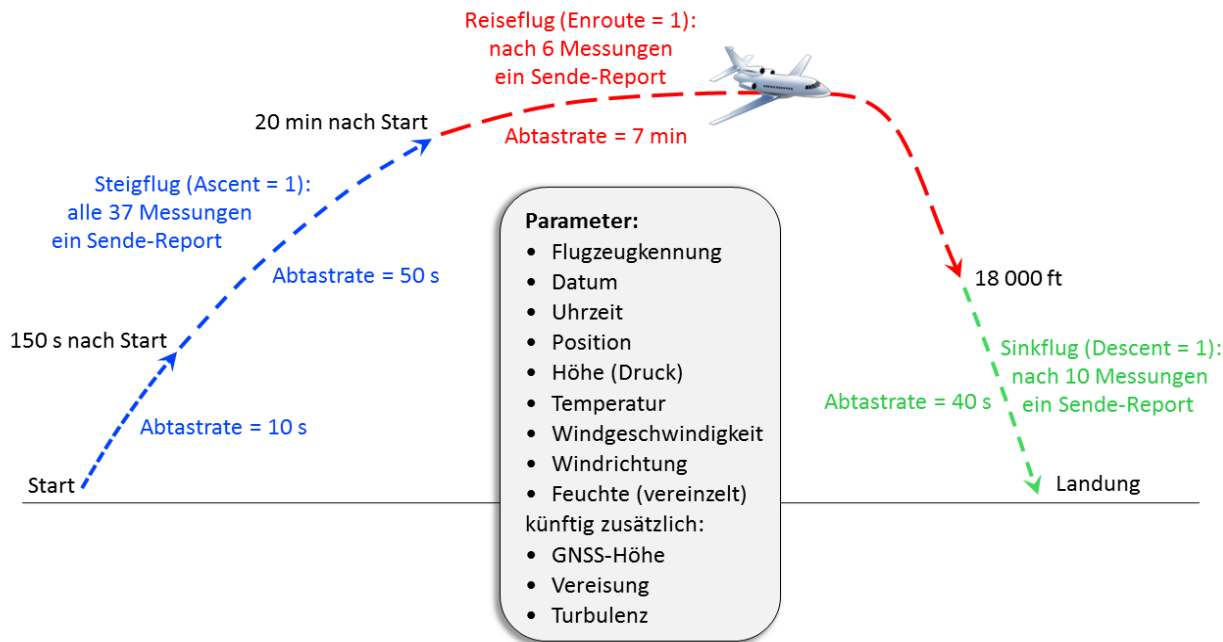 Reiseflug (Enroute = 1):
nach 6 Messungen
ein Sende-Report
20 min nach Start
Abtastrate = 7 min
Steigflug (Ascent = 1):
alle 37 Messungen
ein Sende-Report
Abtastrate = 50 s
150 s nach Start
Abtastrate = 10 s
Start
Parameter:
• Flugzeugkennung
• Datum
• Uhrzeit
• Position
• Höhe (Druck)
• Temperatur
• Windgeschwindigkeit
• Windrichtung
• Feuchte (vereinzelt)
künftig zusätzlich:
• GNSS-Höhe
• Vereisung
• Turbulenz
18 000 ft
Sinkflug (Descent = 1):
nach 10 Messungen
ein Sende-Report
Abtastrate = 40 s
Landung